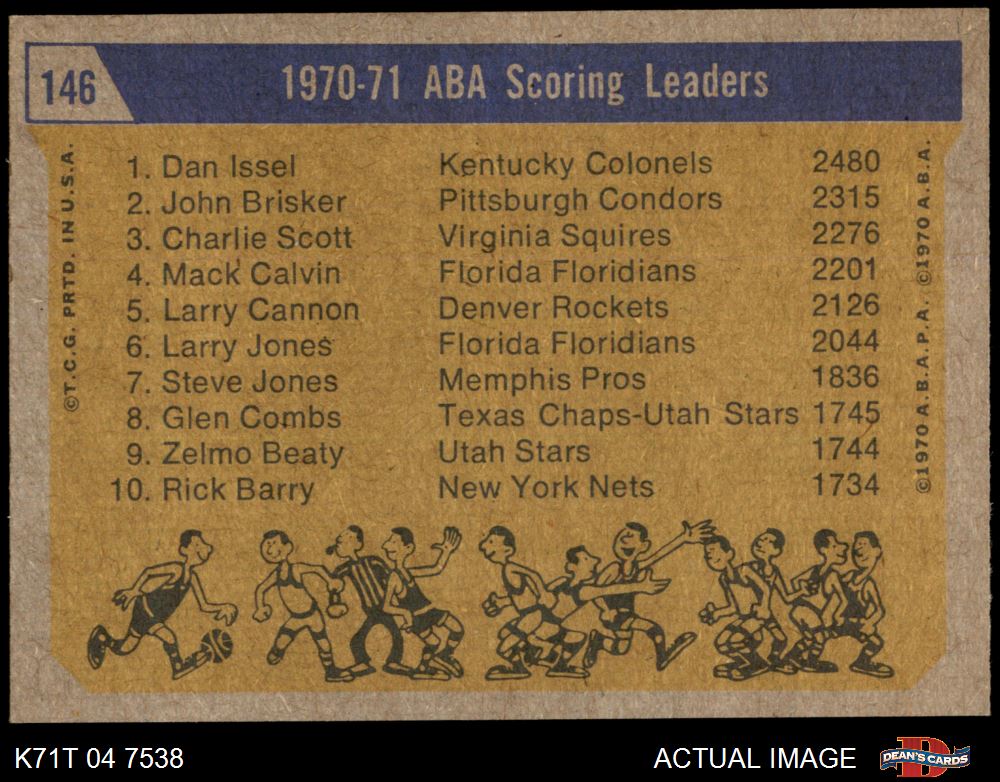 146
1970-71 ABA Scoring Leaders
1. Dan Issel Kentucky Colonels 2480
2. John Brisker Pittsburgh Condors 2315
3. Charlie Scott Virginia Squires 2276
4. Mack Calvin Florida Floridians 2201
5. Larry Cannon Denver Rockets 2126
6. Larry Jones Florida Floridians 2044
7. Steve Jones Memphis Pros 1836
8. Glen Combs Texas Chaps-Utah Stars 1745
9. Zelmo Beaty Utah Stars 1744
10. Rick Barry New York Nets 1734
©T.C.G. PRTD. IN U.S.A.
©1970 A.B.A.P.A. ©1970 A.B.A.
K71T 04 7538
ACTUAL IMAGE
D
DEAN'S CARDS